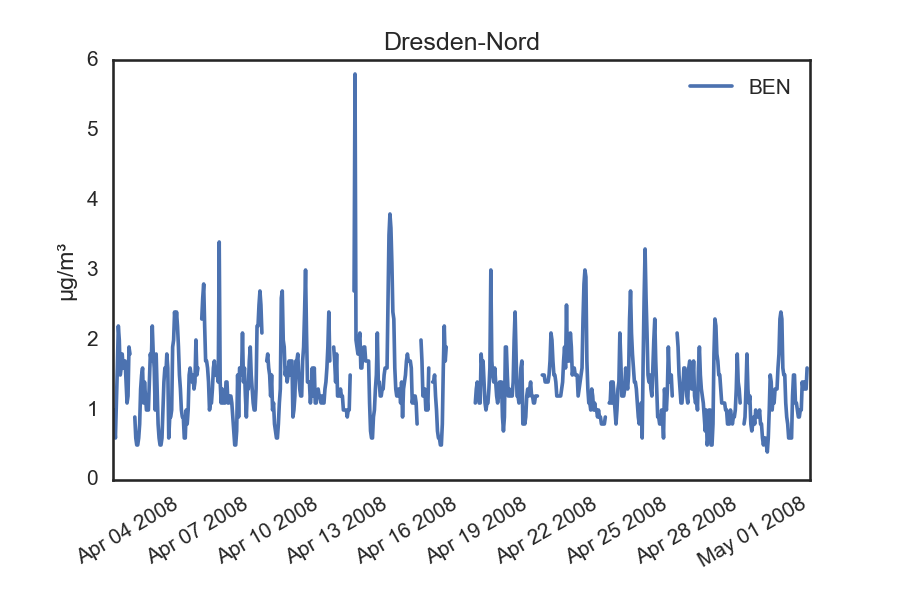 Dresden-Nord
BEN
µg/m³
6
5
4
3
2
1
0
Apr 04 2008
Apr 07 2008
Apr 10 2008
Apr 13 2008
Apr 16 2008
Apr 19 2008
Apr 22 2008
Apr 25 2008
Apr 28 2008
May 01 2008